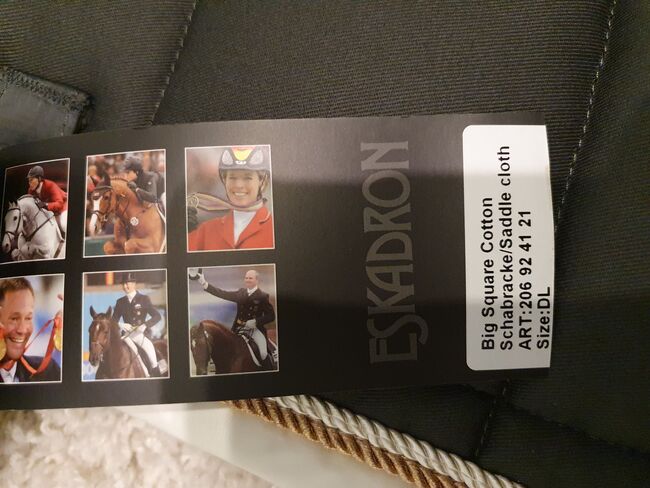 ESKADRON
Big Square Cotton
Schabracke/Saddle cloth
ART:206 92 41 21
Size:DL